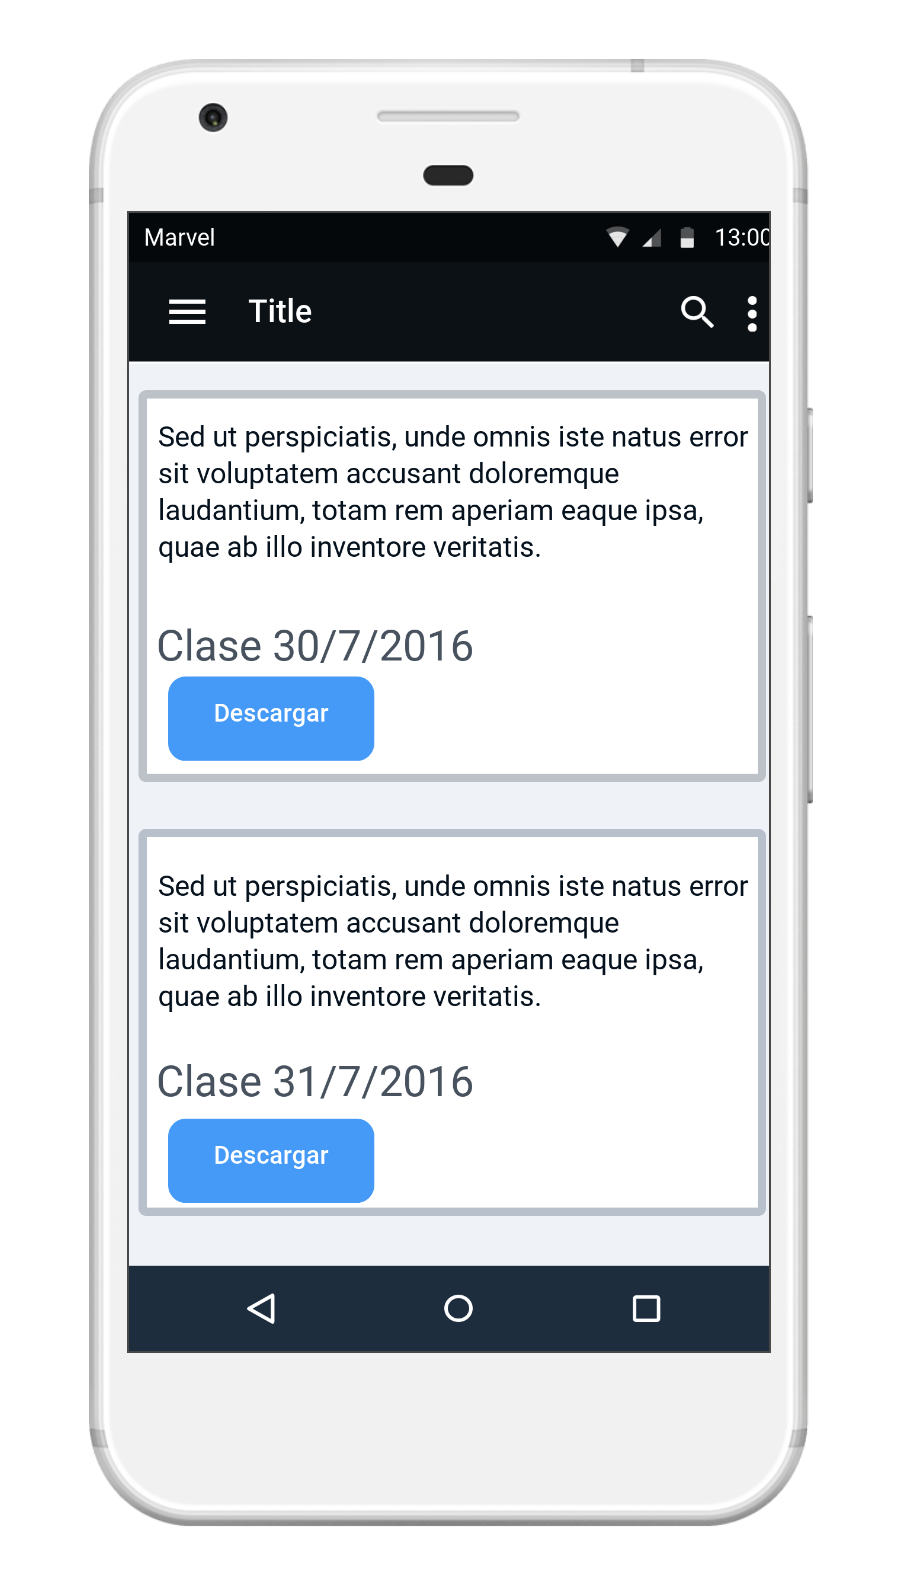 Marvel 13:00
Title
Sed ut perspiciatis, unde omnis iste natus error
sit voluptatem accusant doloremque
laudantium, totam rem aperiam eaque ipsa,
quae ab illo inventore veritatis.
Clase 30/7/2016
Descargar
Sed ut perspiciatis, unde omnis iste natus error
sit voluptatem accusant doloremque
laudantium, totam rem aperiam eaque ipsa,
quae ab illo inventore veritatis.
Clase 31/7/2016
Descargar